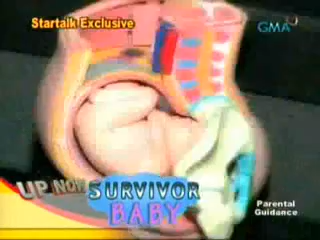 Startalk Exclusive
GMA
UP NOW
SURVIVOR
BABY
Parental
Guidance